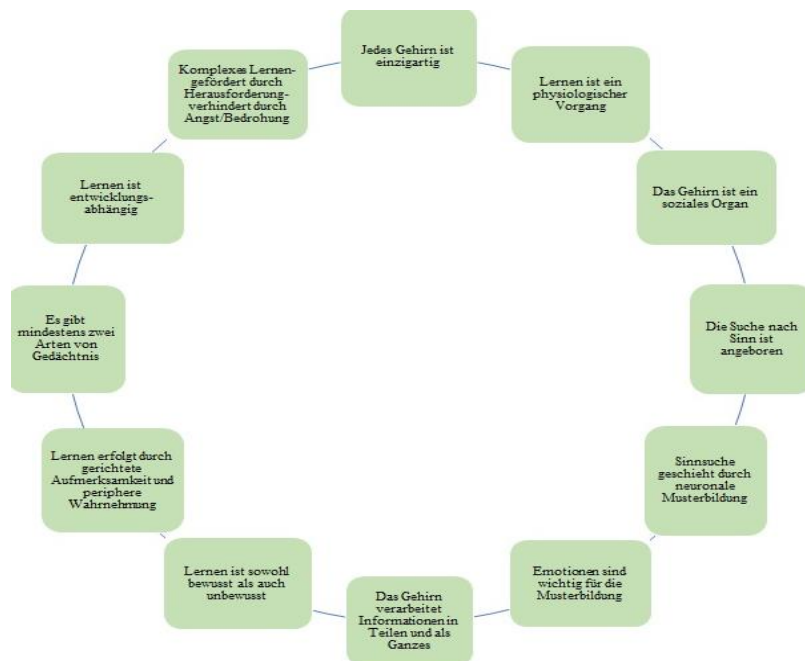 Jedes Gehirn ist
einzigartig
Lernen ist ein
physiologischer
Vorgang
Das Gehirn ist ein
soziales Organ
Die Suche nach
Sinn ist
angeboren
Sinnsuche
geschieht durch
neuronale
Musterbildung
Emotionen sind
wichtig für die
Musterbildung
Das Gehirn
verarbeitet
Informationen in
Teilen und als
Ganzes
Lernen ist sowohl
bewusst als auch
unbewusst
Lernen erfolgt durch
gerichtete
Aufmerksamkeit und
periphere
Wahrnehmung
Es gibt
mindestens zwei
Arten von
Gedächtnis
Lernen ist
entwicklungs-
abhängig
Komplexes Lernen-
gefördert durch
Herausforderung-
verhindert durch
Angst/Bedrohung